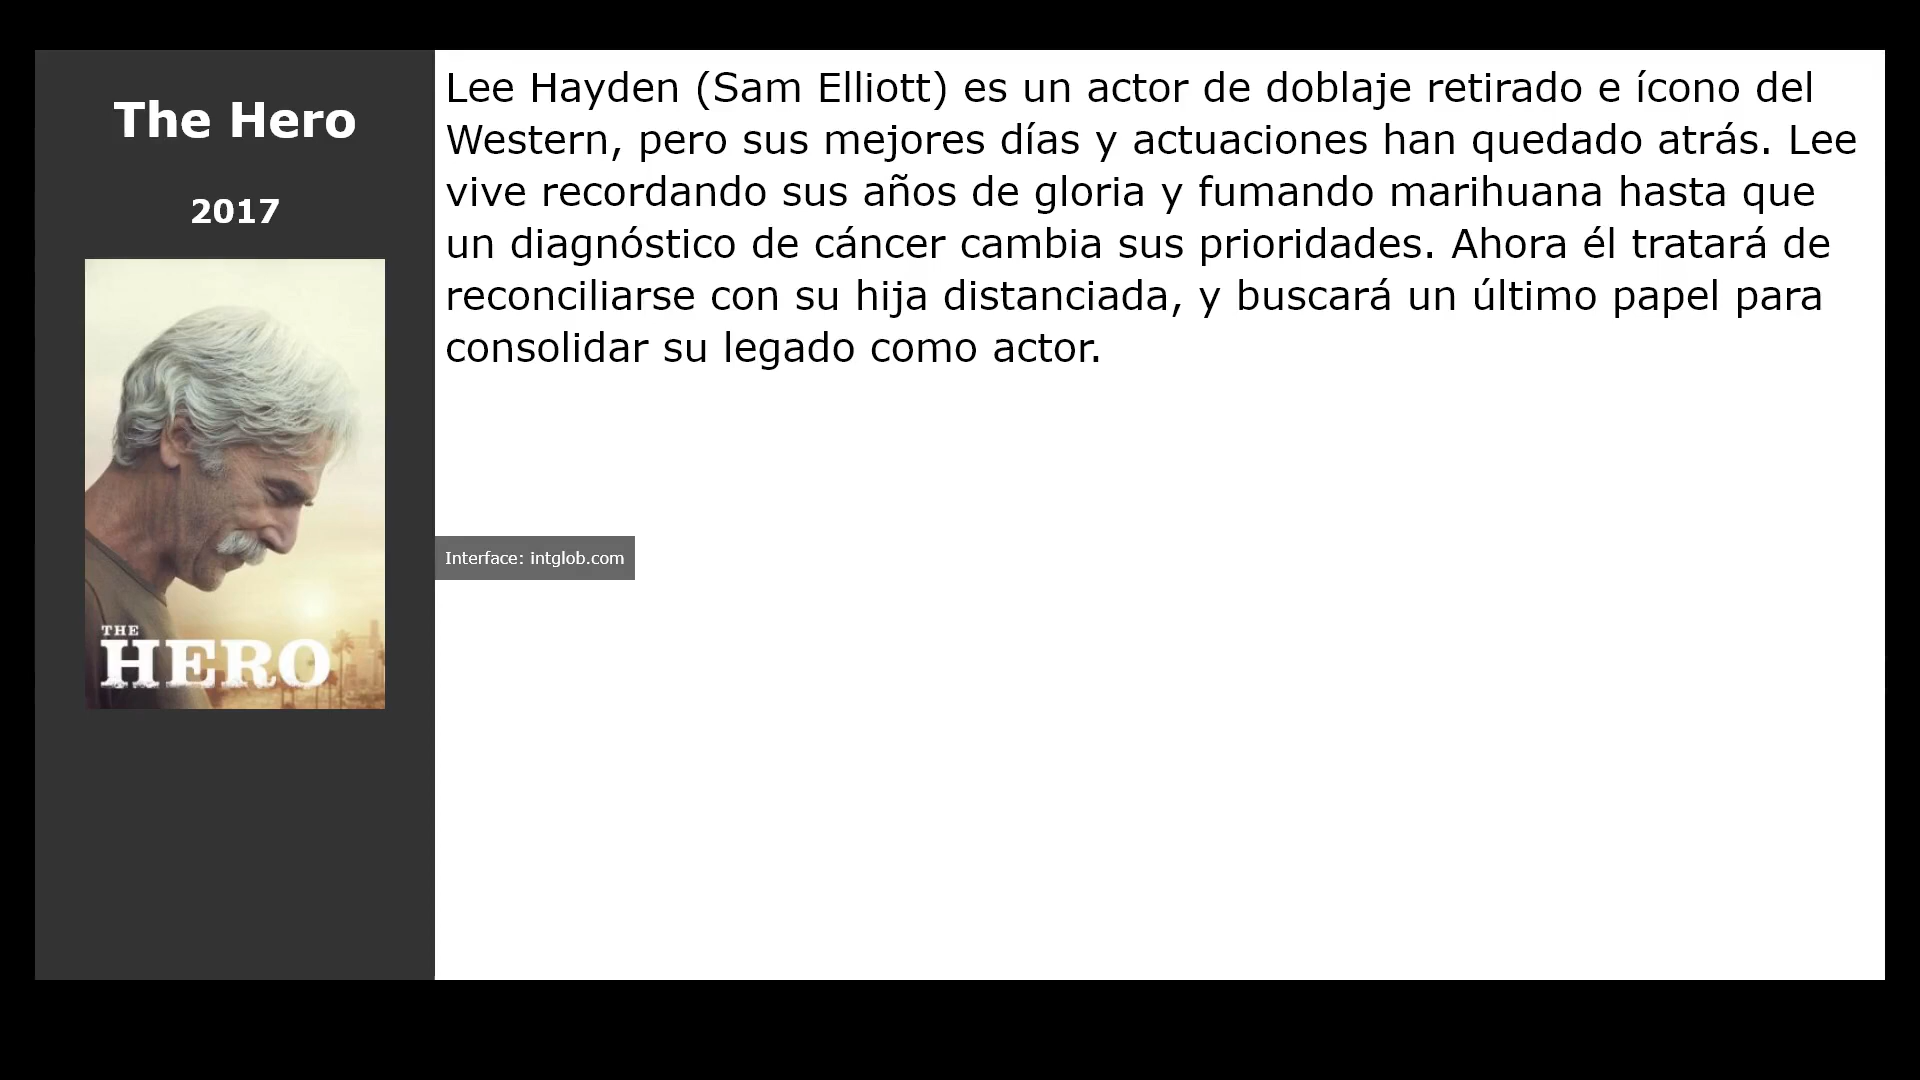 The Hero
2017
THE
HERO
Lee Hayden (Sam Elliott) es un actor de doblaje retirado e ícono del
Western, pero sus mejores días y actuaciones han quedado atrás. Lee
vive recordando sus años de gloria y fumando marihuana hasta que
un diagnóstico de cáncer cambia sus prioridades. Ahora él tratará de
reconciliarse con su hija distanciada, y buscará un último papel para
consolidar su legado como actor.
Interface: intglob.com